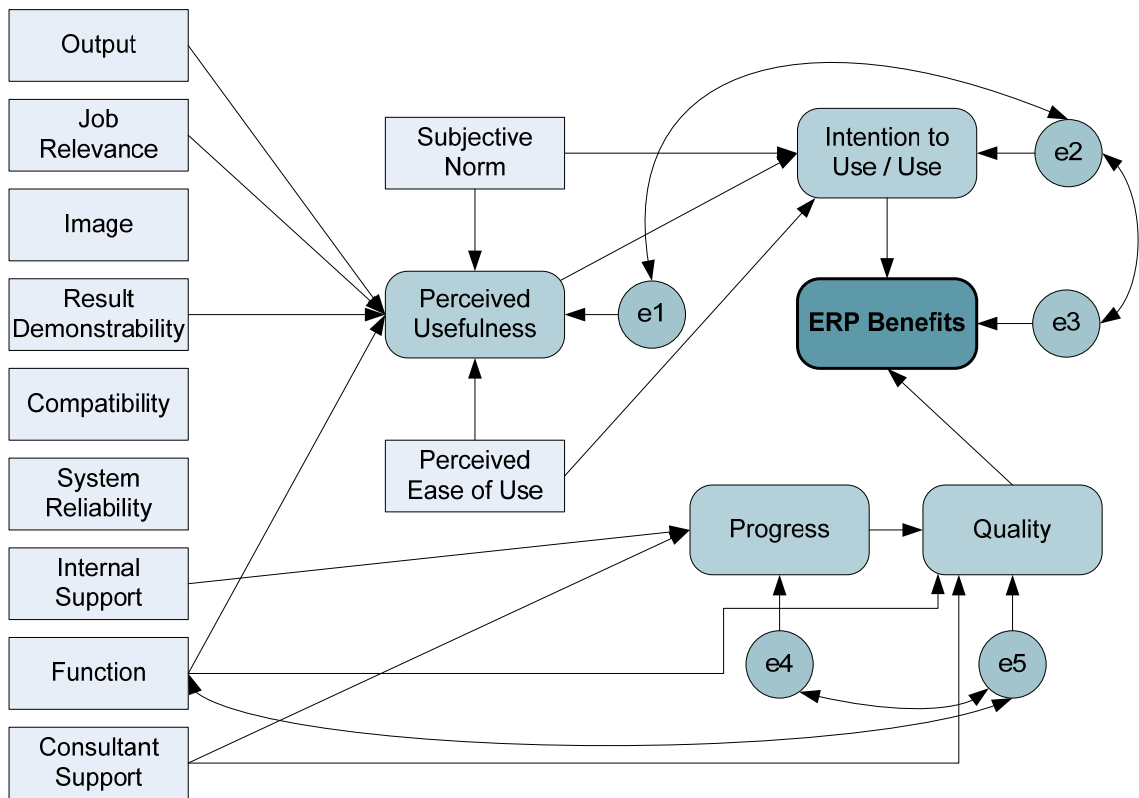 Output
Job
Relevance
Image
Result
Demonstrability
Compatibility
System
Reliability
Internal
Support
Function
Consultant
Support
Subjective
Norm
Perceived
Usefulness
e1
Perceived
Ease of Use
Intention to
Use / Use
e2
ERP Benefits
e3
Progress
Quality
e4
e5